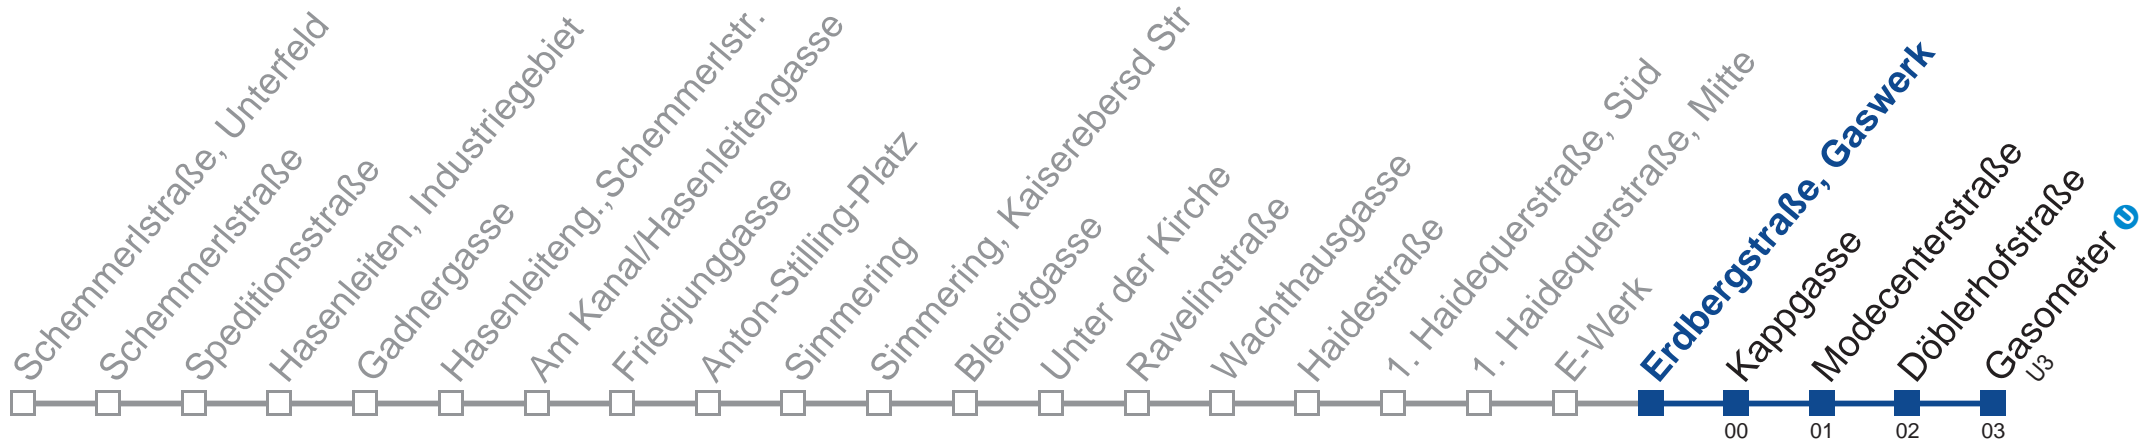 Schemmerlstraße, Unterfeld
Schemmerlstraße
Speditionsstraße
Hasenleiten, Industriegebiet
Gadnergasse
Hasenleiteng.,Schemmerlstr.
Am Kanal/Hasenleitengasse
Friedjunggasse
Anton-Stilling-Platz
Simmering
Simmering, Kaiserebersd Str
Bleriotgasse
Unter der Kirche
Ravelinstraße
Wachthausgasse
Haidestraße
1. Haidequerstraße, Süd
1. Haidequerstraße, Mitte
E-Werk
Erdbergstraße, Gaswerk
Kappgasse
Modecenterstraße
Döblerhofstraße
Gasometer U
U3
00 01 02 03